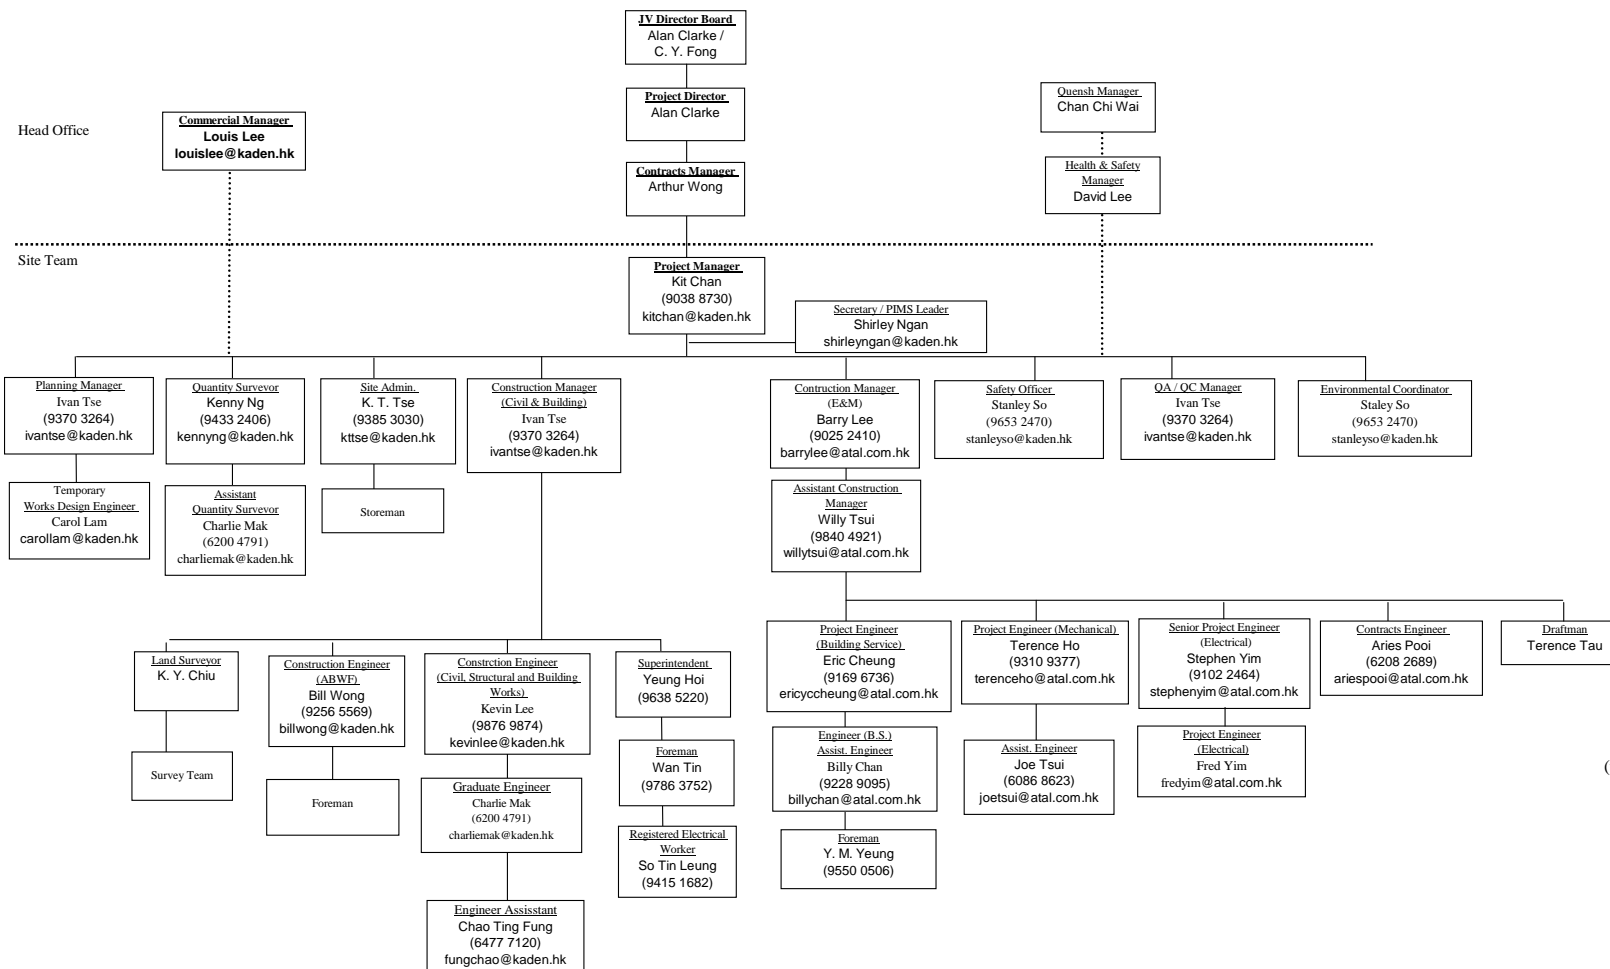 JV Director Board
Alan Clarke /
C. Y. Fong
Project Director
Alan Clarke
Contracts Manager
Arthur Wong
Quensh Manager
Chan Chi Wai
Health & Safety
Manager
David Lee
Head Office
Commercial Manager
Louis Lee
louislee@kaden.hk
Site Team
Project Manager
Kit Chan
(9038 8730)
kitchan@kaden.hk
Secretary / PIMS Leader
Shirley Ngan
shirleyngan@kaden.hk
Planning Manager
Ivan Tse
(9370 3264)
ivantse@kaden.hk
Quantity Surveyor
Kenny Ng
(9433 2406)
kennyng@kaden.hk
Site Admin.
K. T. Tse
(9385 3030)
kttse@kaden.hk
Construction Manager
(Civil & Building)
Ivan Tse
(9370 3264)
ivantse@kaden.hk
Contruction Manager
(E&M)
Barry Lee
(9025 2410)
barrylee@atal.com.hk
Safety Officer
Stanley So
(9653 2470)
stanleyso@kaden.hk
QA / QC Manager
Ivan Tse
(9370 3264)
ivantse@kaden.hk
Environmental Coordinator
Staley So
(9653 2470)
stanleyso@kaden.hk
Temporary
Works Design Engineer
Carol Lam
carollam@kaden.hk
Assistant
Quantity Surveyor
Charlie Mak
(6200 4791)
charliemak@kaden.hk
Storeman
Assistant Construction
Manager
Willy Tsui
(9840 4921)
willytsui@atal.com.hk
Land Surveyor
K. Y. Chiu
Construction Engineer
(ABWF)
Bill Wong
(9256 5569)
billwong@kaden.hk
Constrction Engineer
(Civil, Structural and Building
Works)
Kevin Lee
(9876 9874)
kevinlee@kaden.hk
Superintendent
Yeung Hoi
(9638 5220)
Project Engineer
(Building Service)
Eric Cheung
(9169 6736)
ericyccheung@atal.com.hk
Project Engineer (Mechanical)
Terence Ho
(9310 9377)
terenceho@atal.com.hk
Senior Project Engineer
(Electrical)
Stephen Yim
(9102 2464)
stephenyim@atal.com.hk
Contracts Engineer
Aries Pooi
(6208 2689)
ariespooi@atal.com.hk
Draftman
Terence Tau
Survey Team
Foreman
Graduate Engineer
Charlie Mak
(6200 4791)
charliemak@kaden.hk
Foreman
Wan Tin
(9786 3752)
Engineer (B.S.)
Assist. Engineer
Billy Chan
(9228 9095)
billychan@atal.com.hk
Assist. Engineer
Joe Tsui
(6086 8623)
joetsui@atal.com.hk
Project Engineer
(Electrical)
Fred Yim
fredyim@atal.com.hk
(
Registered Electrical
Worker
So Tin Leung
(9415 1682)
Foreman
Y. M. Yeung
(9550 0506)
Engineer Assisstant
Chao Ting Fung
(6477 7120)
fungchao@kaden.hk